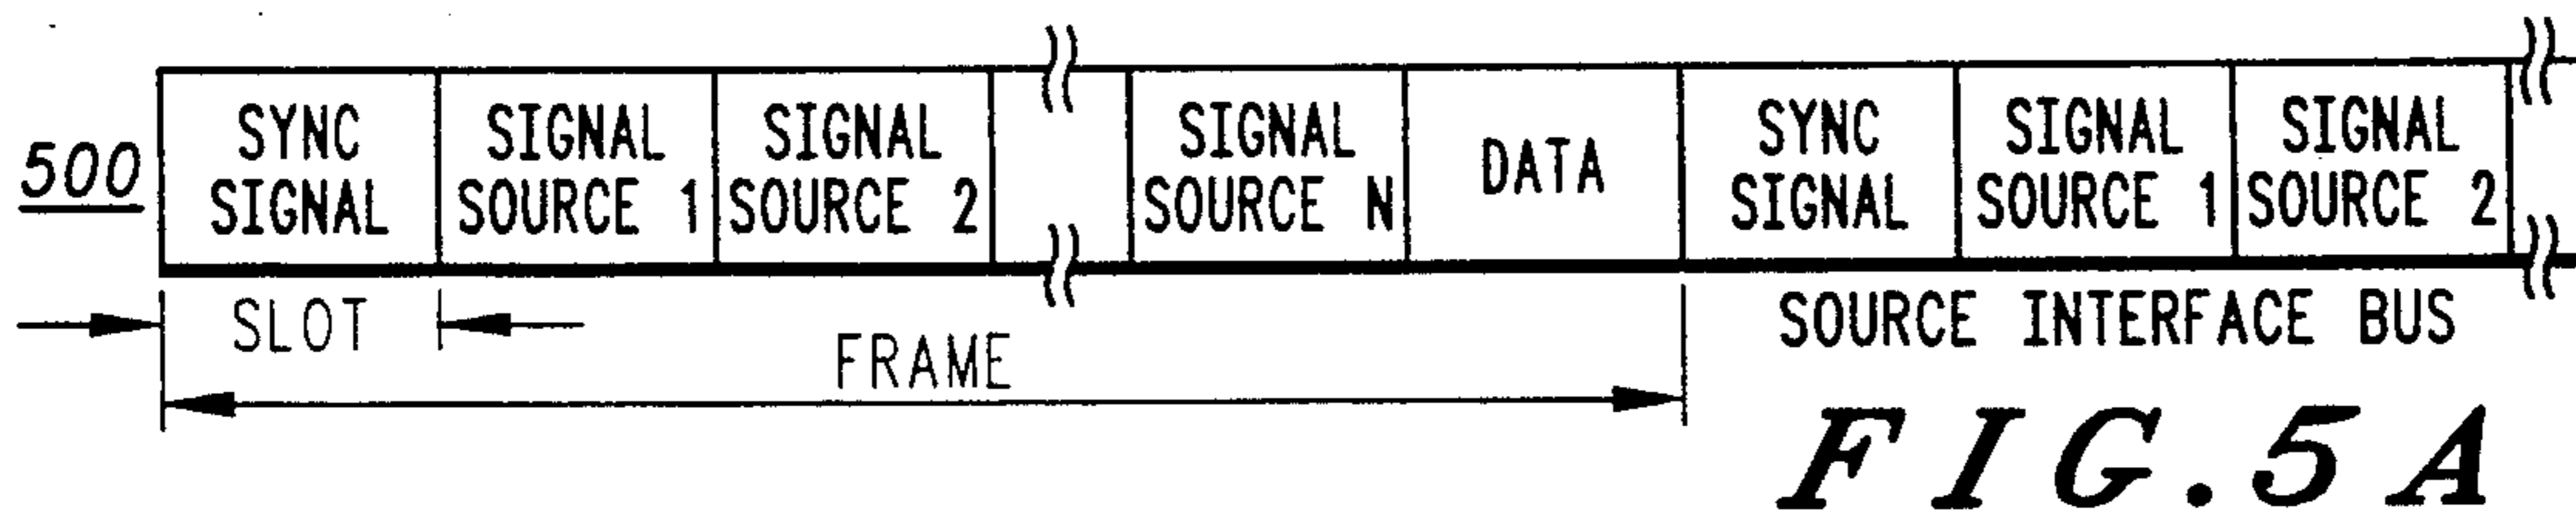 500
SYNC SIGNAL
SIGNAL SOURCE 1
SIGNAL SOURCE 2
SIGNAL SOURCE N
DATA
SYNC SIGNAL
SIGNAL SOURCE 1
SIGNAL SOURCE 2
SLOT
FRAME
SOURCE INTERFACE BUS
FIG.5A